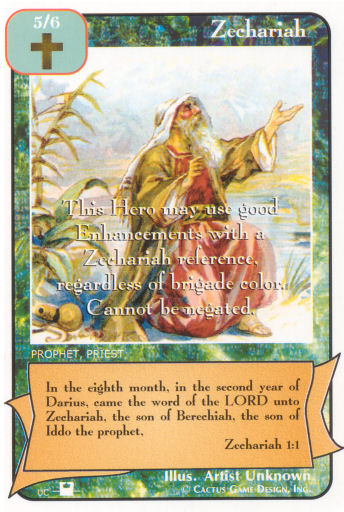 5/6
Zechariah
This Hero may use good
Enhancements with a
Zechariah reference,
regardless of brigade color.
Cannot be negated.
PROPHET, PRIEST
In the eighth month, in the second year of
Darius, came the word of the LORD unto
Zechariah, the son of Berechiah, the son of
Iddo the prophet,
Zechariah 1:1
Illus. Artist Unknown
© CACTUS GAME DESIGN, INC.
UC